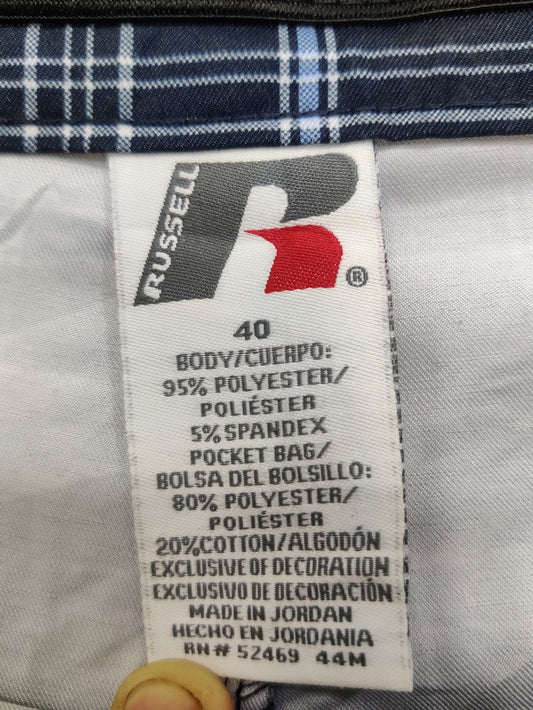 RUSSELL
®
40
BODY/CUERPO:
95% POLYESTER/
POLIÉSTER
5% SPANDEX
POCKET BAG/
BOLSA DEL BOLSILLO:
80% POLYESTER/
POLIÉSTER
20%COTTON/ALGODÓN
EXCLUSIVE OF DECORATION
EXCLUSIVO DE DECORACIÓN
MADE IN JORDAN
HECHO EN JORDANIA
RN# 52469 44M